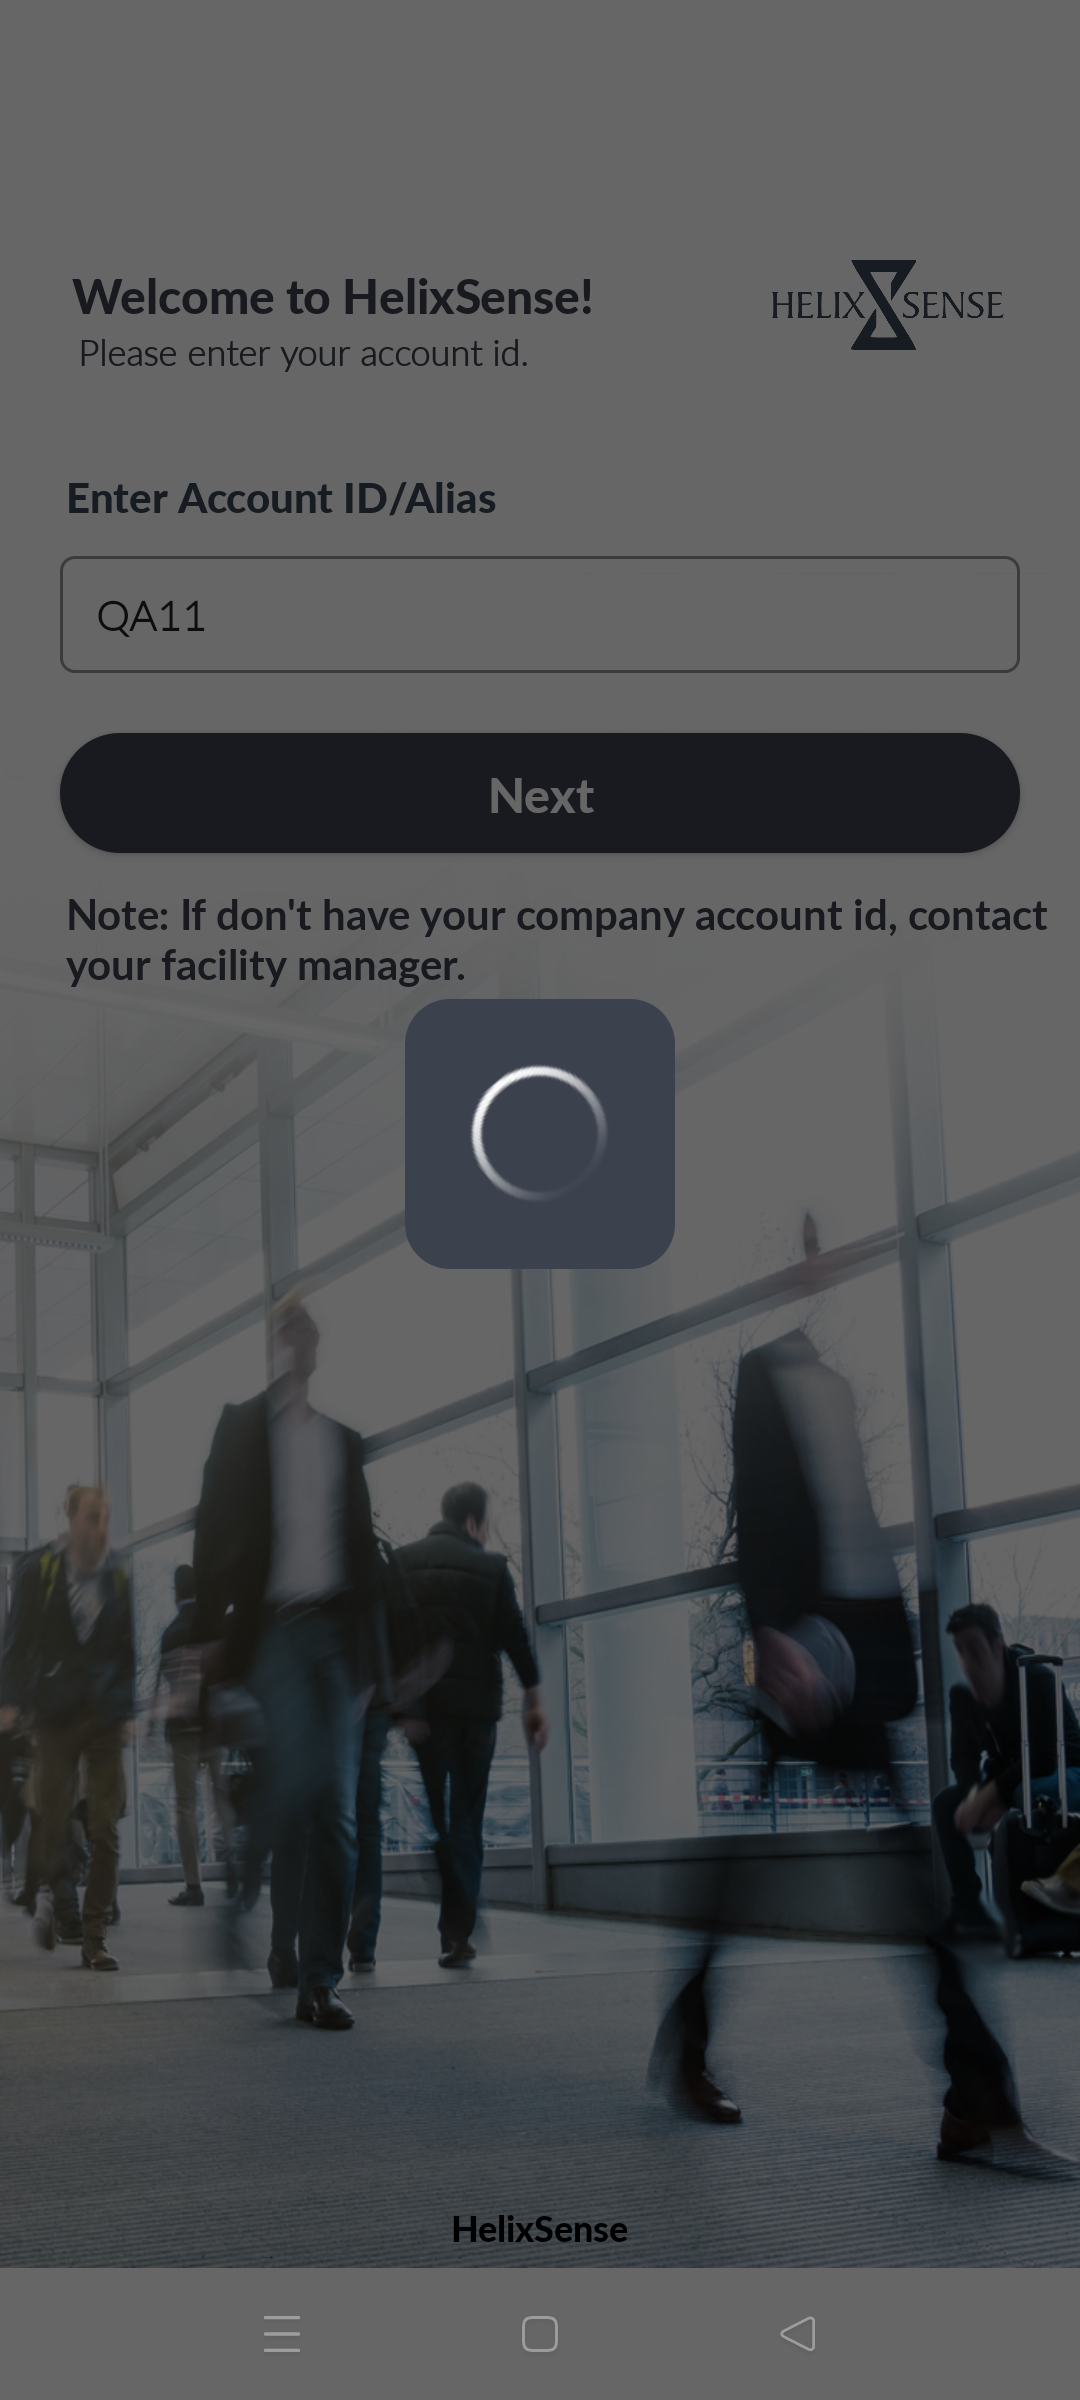 Welcome to HelixSense!
Please enter your account id.
HELIX SENSE
Enter Account ID/Alias
QA11
Next
Note: If don't have your company account id, contact
your facility manager.
HelixSense